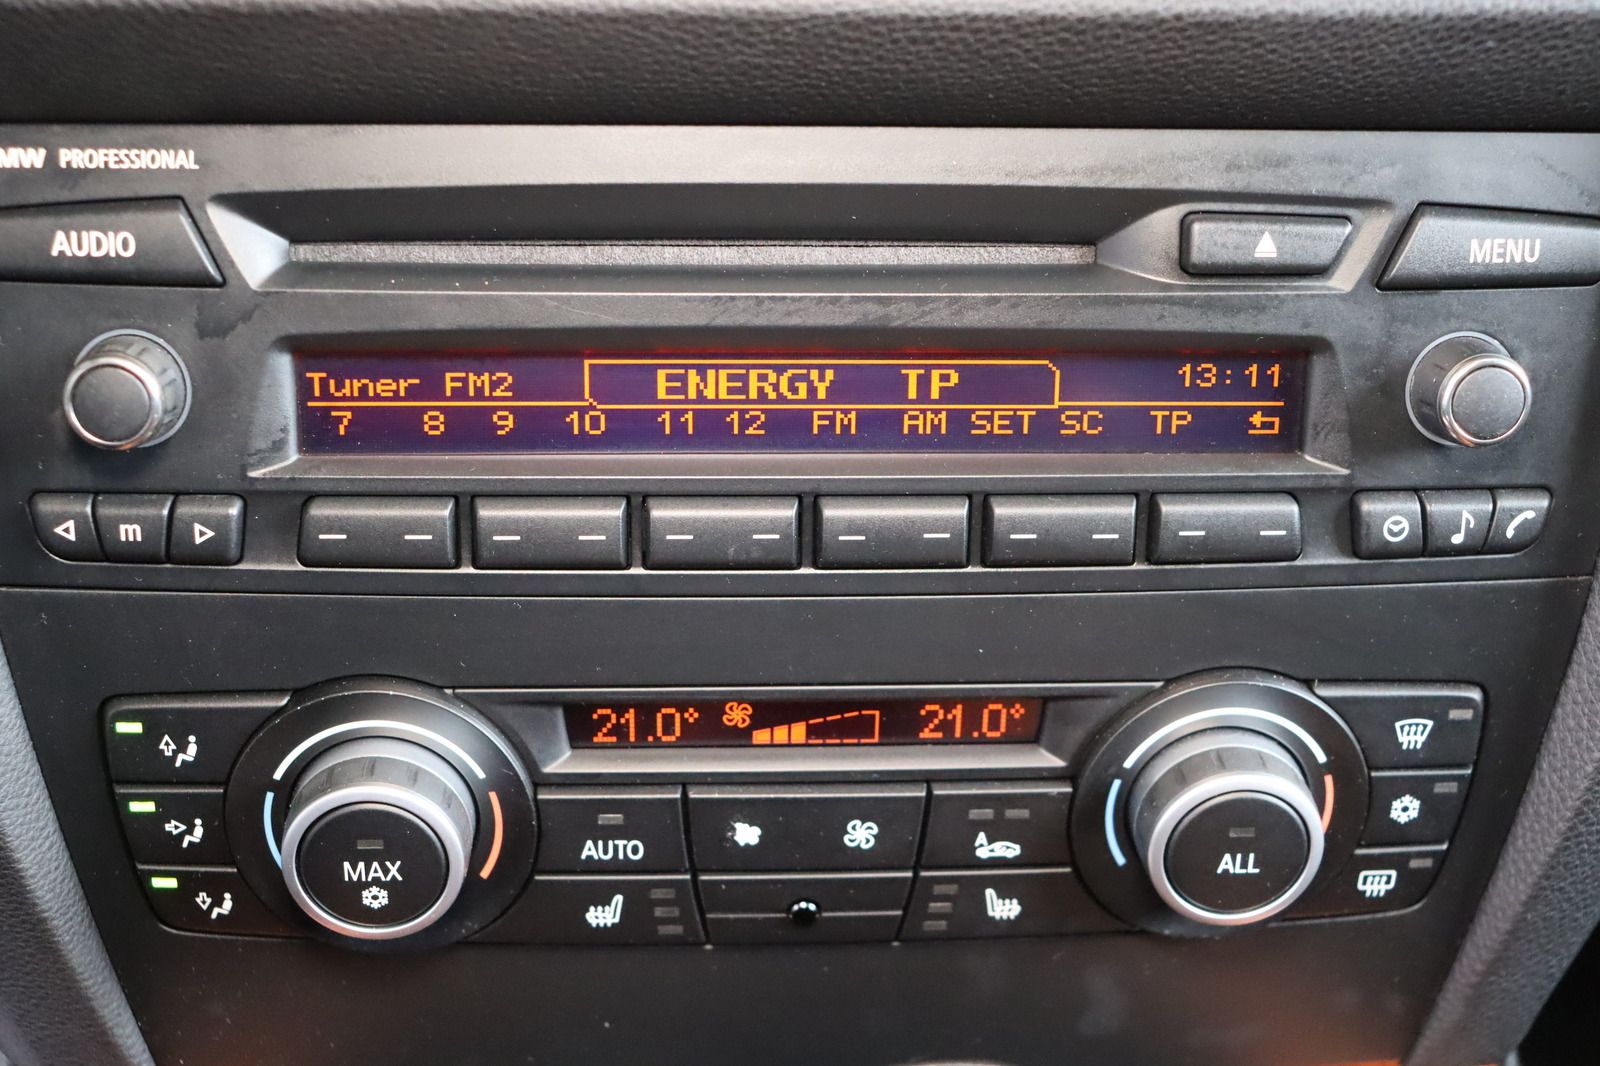 MW PROFESSIONAL
AUDIO
MENU
Tuner FM2 ENERGY TP 13:11
7 8 9 10 11 12 FM AM SET SC TP
m
21.0° 21.0°
AUTO
A
MAX
ALL